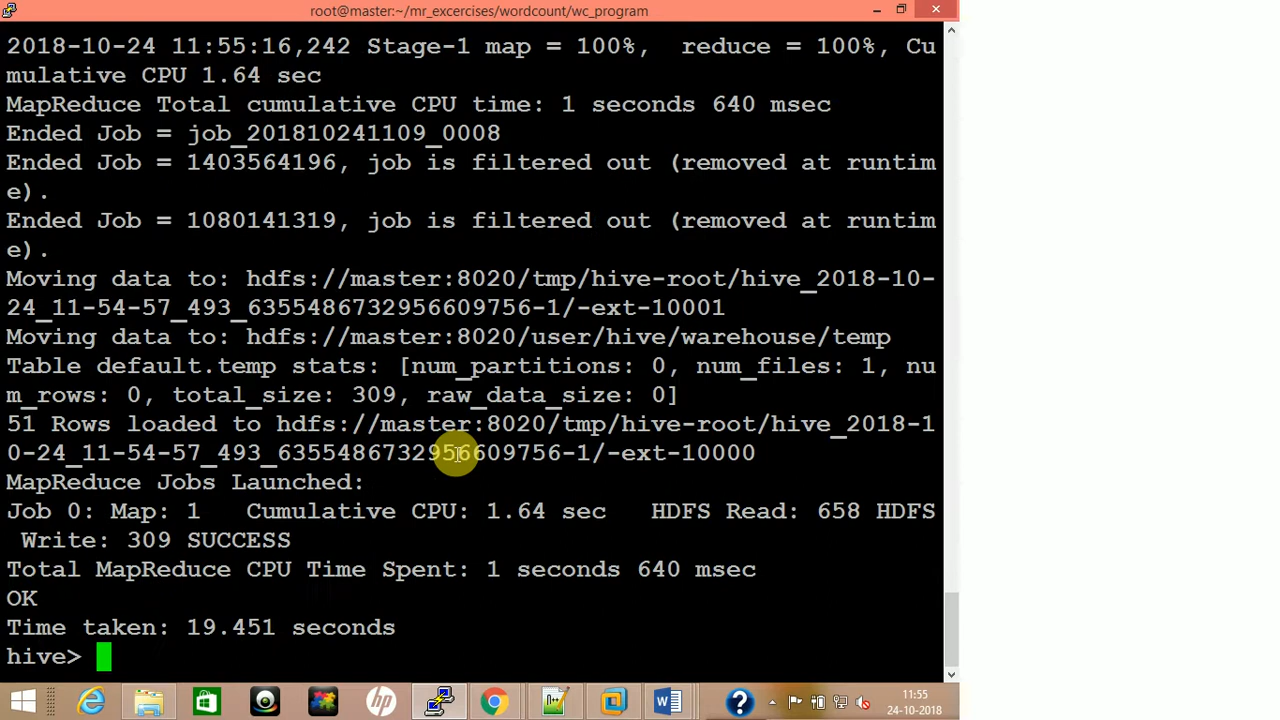 root@master:~/mr_excercises/wordcount/wc_program
2018-10-24 11:55:16,242 Stage-1 map = 100%,  reduce = 100%, Cu
mulative CPU 1.64 sec
MapReduce Total cumulative CPU time: 1 seconds 640 msec
Ended Job = job_201810241109_0008
Ended Job = 1403564196, job is filtered out (removed at runtim
e).
Ended Job = 1080141319, job is filtered out (removed at runtim
e).
Moving data to: hdfs://master:8020/tmp/hive-root/hive_2018-10-
24_11-54-57_493_6355486732956609756-1/-ext-10001
Moving data to: hdfs://master:8020/user/hive/warehouse/temp
Table default.temp stats: [num_partitions: 0, num_files: 1, nu
m_rows: 0, total_size: 309, raw_data_size: 0]
51 Rows loaded to hdfs://master:8020/tmp/hive-root/hive_2018-1
0-24_11-54-57_493_6355486732956609756-1/-ext-10000
MapReduce Jobs Launched:
Job 0: Map: 1   Cumulative CPU: 1.64 sec   HDFS Read: 658 HDFS
 Write: 309 SUCCESS
Total MapReduce CPU Time Spent: 1 seconds 640 msec
OK
Time taken: 19.451 seconds
hive>
11:55
24-10-2018